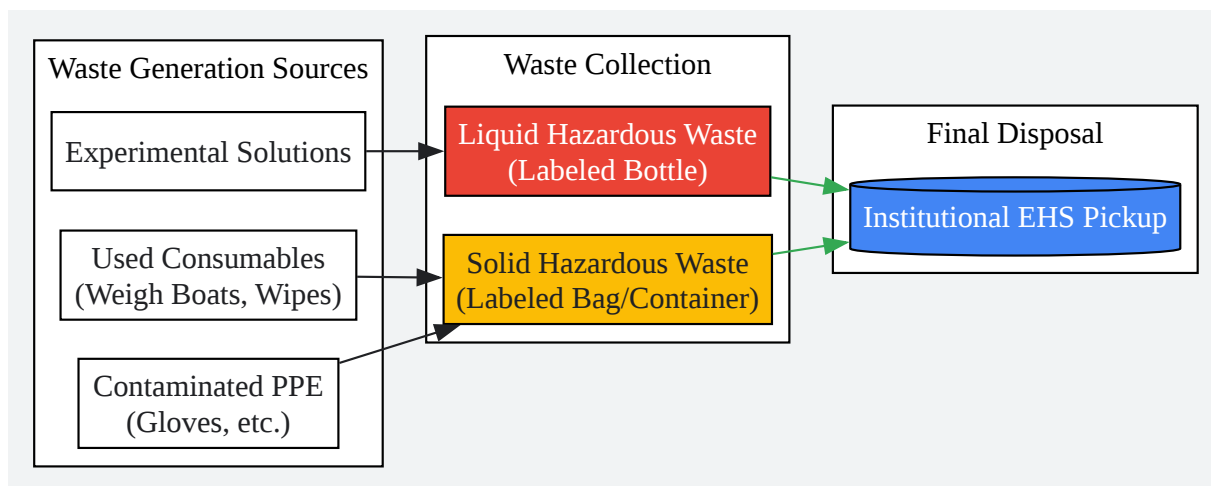 Waste Generation Sources
Experimental Solutions
Used Consumables
(Weigh Boats, Wipes)
Contaminated PPE
(Gloves, etc.)
Waste Collection
Liquid Hazardous Waste
(Labeled Bottle)
Solid Hazardous Waste
(Labeled Bag/Container)
Final Disposal
Institutional EHS Pickup